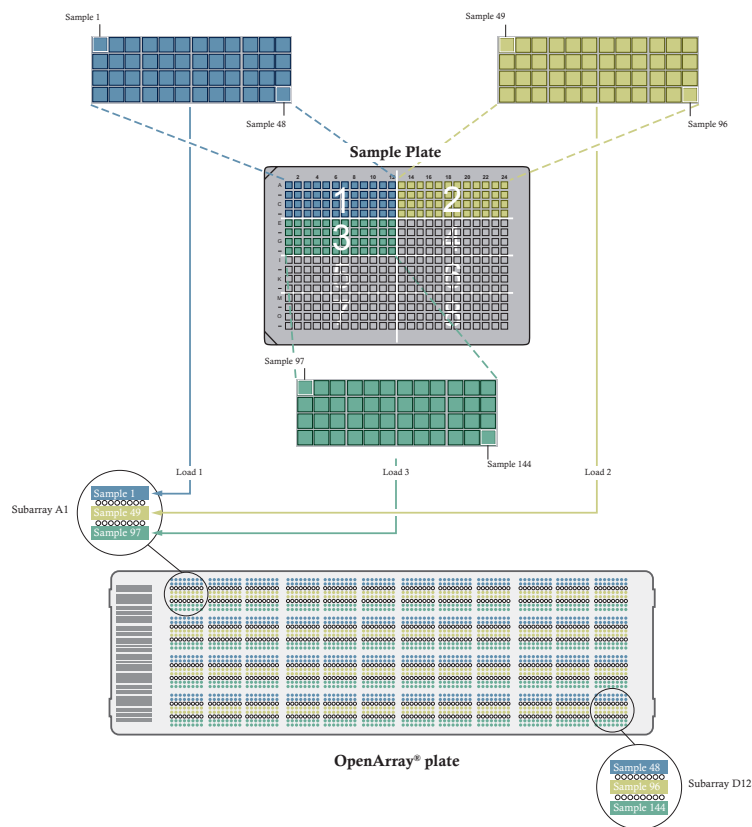 Sample 1
Sample 49
Sample 48
Sample 96
Sample Plate
2 4 6 8 10 12 14 16 18 20 22 24
A
C
E
G
I
K
M
O
1
2
3
Sample 97
Sample 144
Load 1
Load 3
Load 2
Subarray A1
Sample 1
Sample 49
Sample 97
OpenArray® plate
Sample 48
Sample 96
Sample 144
Subarray D12